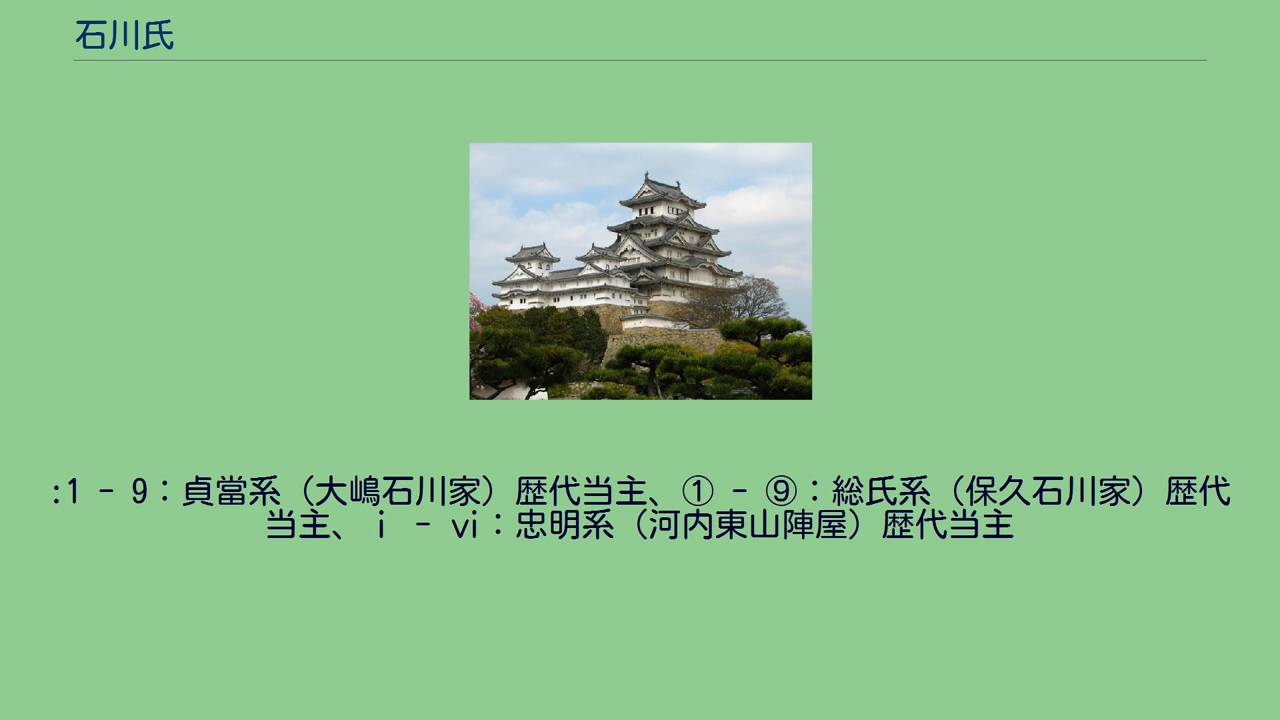 石川氏
:1 - 9：貞當系（大嶋石川家）歴代当主、① - ⑨：総氏系（保久石川家）歴代
当主、ⅰ - ⅵ：忠明系（河内東山陣屋）歴代当主